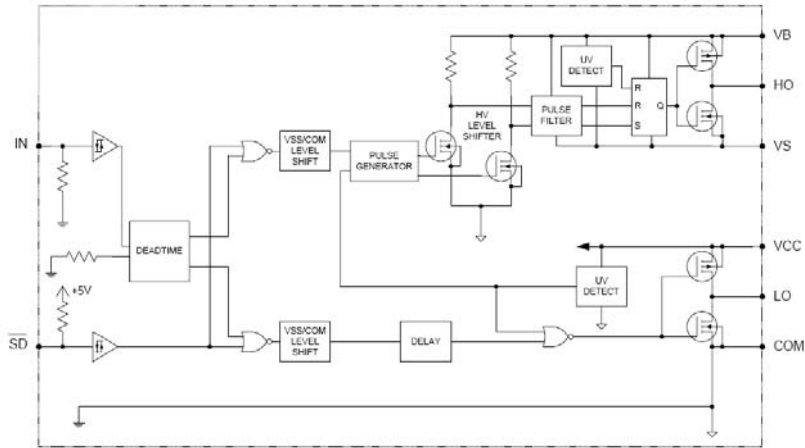 VB
UV
DETECT
HO
R
R Q
S
HV
LEVEL
SHIFTER
PULSE
FILTER
IN
VSS/COM
LEVEL
SHIFT
PULSE
GENERATOR
VS
DEADTIME
VCC
+5V
UV
DETECT
LO
SD
VSS/COM
LEVEL
SHIFT
DELAY
COM